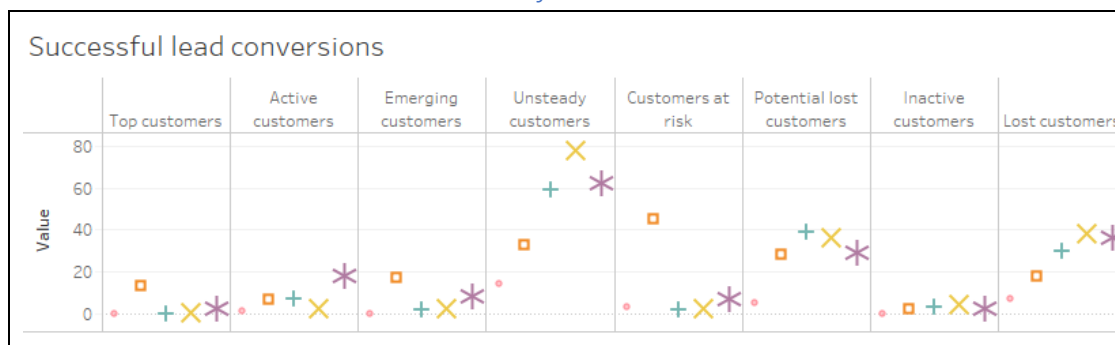 Successful lead conversions
Active Emerging Unsteady Customers at Potential lost Inactive
Top customers customers customers customers risk customers customers Lost customers
80
60
Value
40
20
0